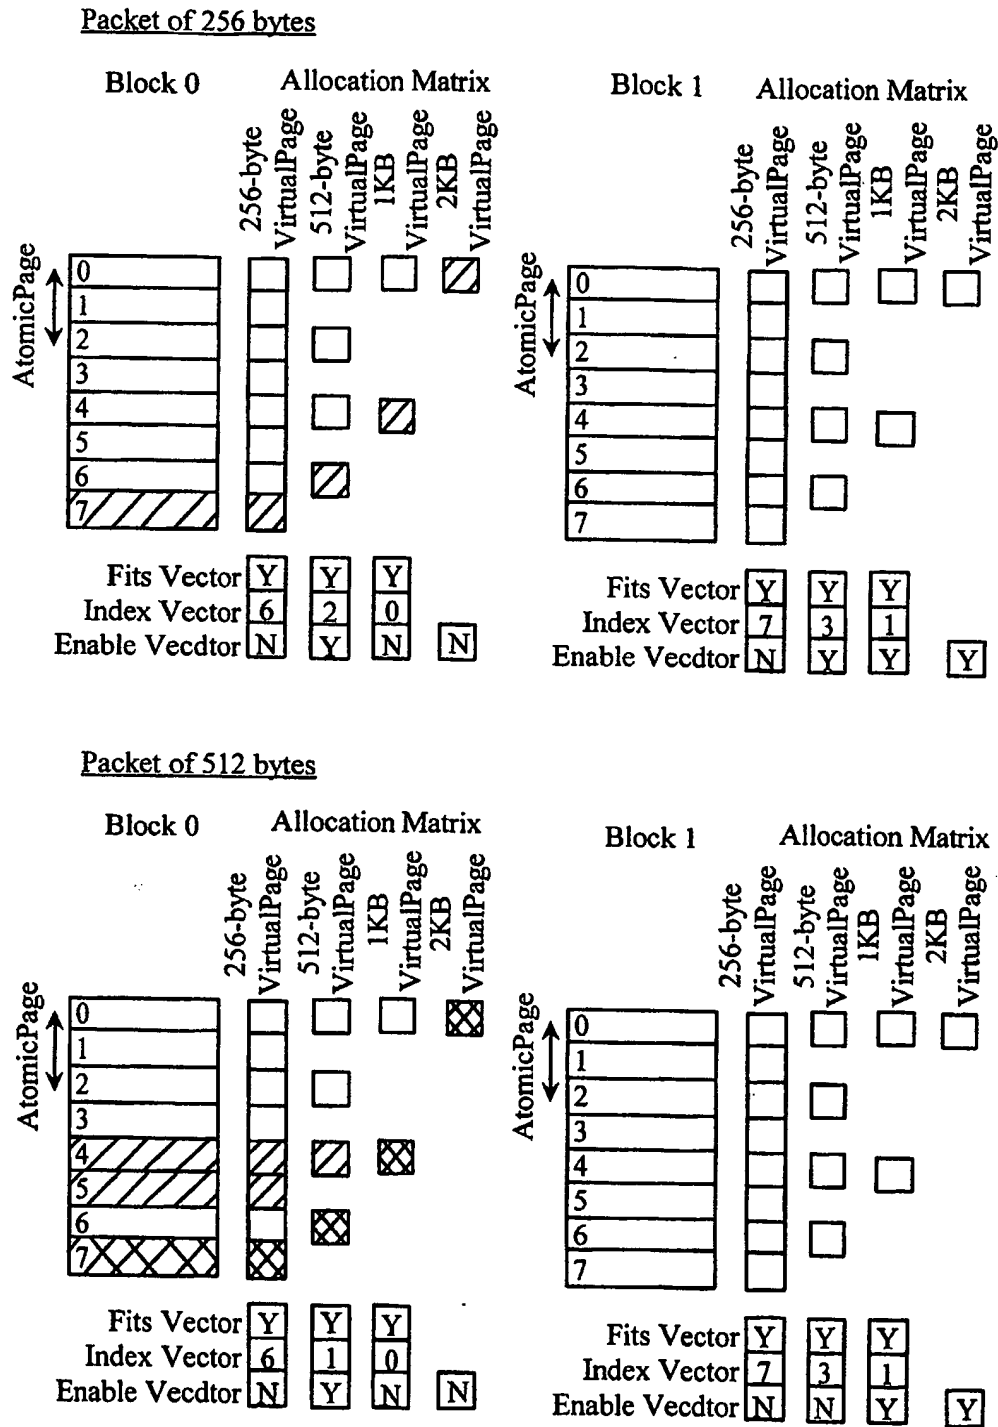 Packet of 256 bytes
Block 0
Allocation Matrix
256-byte
VirtualPage
512-byte
VirtualPage
1KB
VirtualPage
2KB
VirtualPage
AtomicPage
0
1
2
3
4
5
6
7
Fits Vector Y Y Y
Index Vector 6 2 0
Enable Vecdtor N Y N N
Block 1
Allocation Matrix
256-byte
VirtualPage
512-byte
VirtualPage
1KB
VirtualPage
2KB
VirtualPage
AtomicPage
0
1
2
3
4
5
6
7
Fits Vector Y Y Y
Index Vector 7 3 1
Enable Vecdtor N Y Y Y
Packet of 512 bytes
Block 0
Allocation Matrix
256-byte
VirtualPage
512-byte
VirtualPage
1KB
VirtualPage
2KB
VirtualPage
AtomicPage
0
1
2
3
4
5
6
7
Fits Vector Y Y Y
Index Vector 6 1 0
Enable Vecdtor N Y N N
Block 1
Allocation Matrix
256-byte
VirtualPage
512-byte
VirtualPage
1KB
VirtualPage
2KB
VirtualPage
AtomicPage
0
1
2
3
4
5
6
7
Fits Vector Y Y Y
Index Vector 7 3 1
Enable Vecdtor N N Y Y